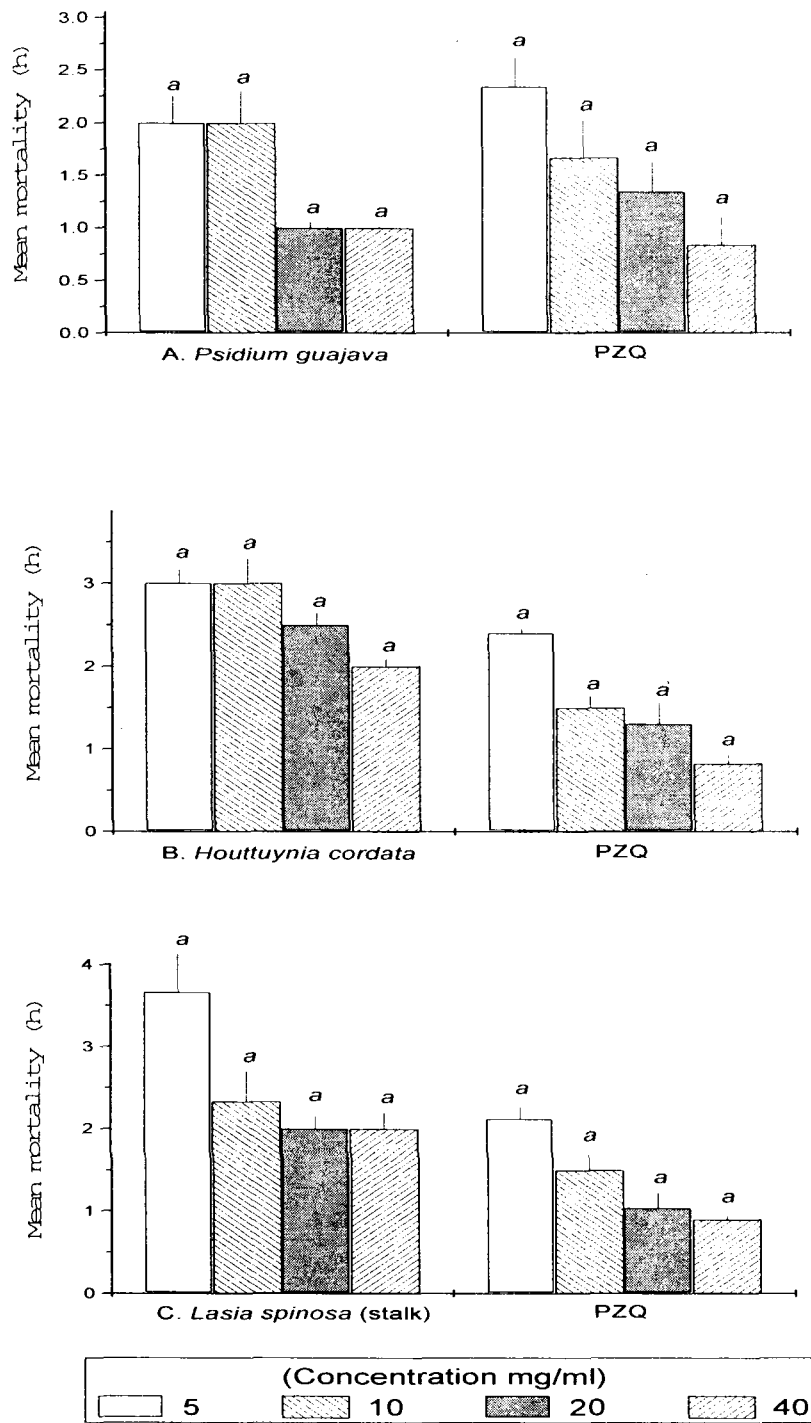 Mean mortality (h)
3.0
2.5
2.0
1.5
1.0
0.5
0.0
a a a a a a a a
A. Psidium guajava PZQ
Mean mortality (h)
3
2
1
0
a a a a a a a a
B. Houttuynia cordata PZQ
Mean mortality (h)
4
3
2
1
0
a a a a a a a a
C. Lasia spinosa (stalk) PZQ
(Concentration mg/ml)
5 10 20 40